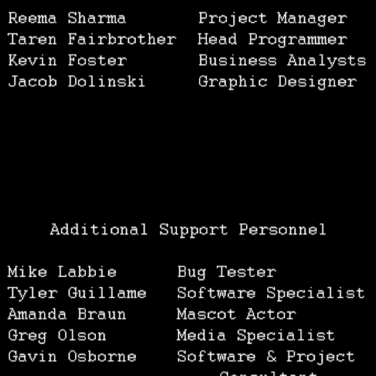 Reema Sharma Project Manager
Taren Fairbrother Head Programmer
Kevin Foster Business Analysts
Jacob Dolinski Graphic Designer
Additional Support Personnel
Mike Labbie Bug Tester
Tyler Guillame Software Specialist
Amanda Braun Mascot Actor
Greg Olson Media Specialist
Gavin Osborne Software & Project
Consultant